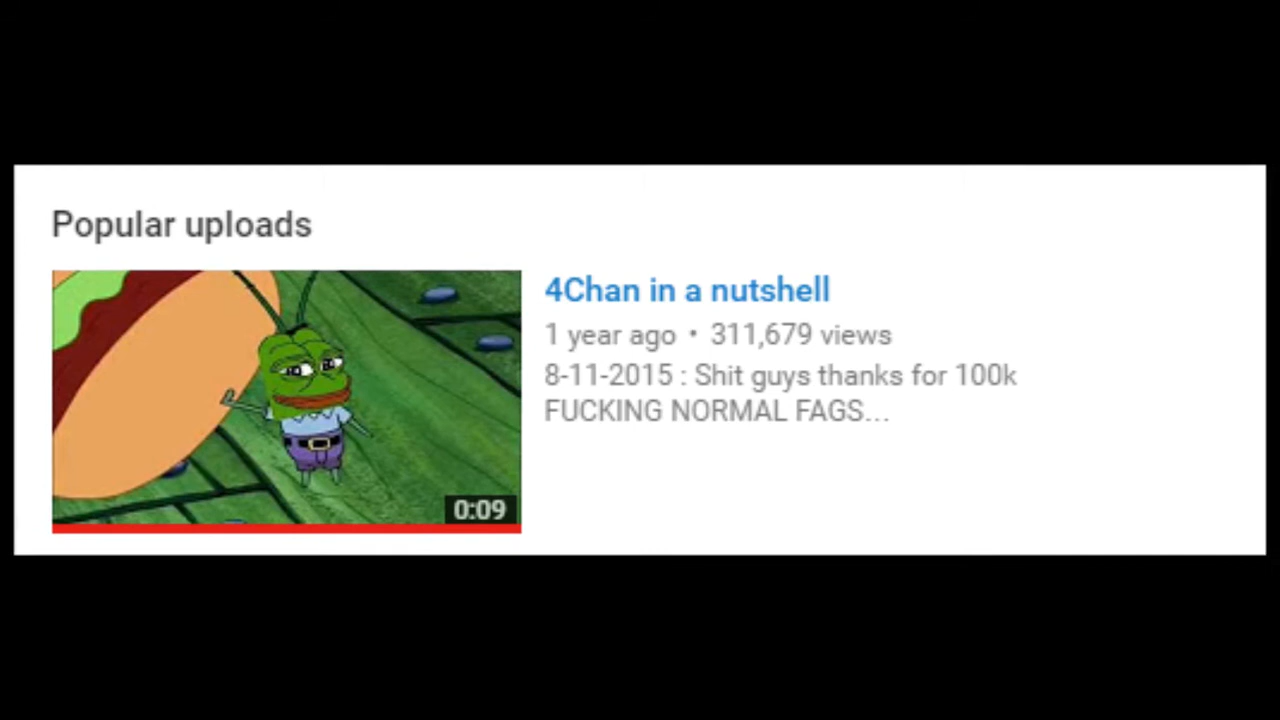 Popular uploads
4Chan in a nutshell
1 year ago • 311,679 views
8-11-2015 : Shit guys thanks for 100k
FUCKING NORMAL FAGS...
0:09